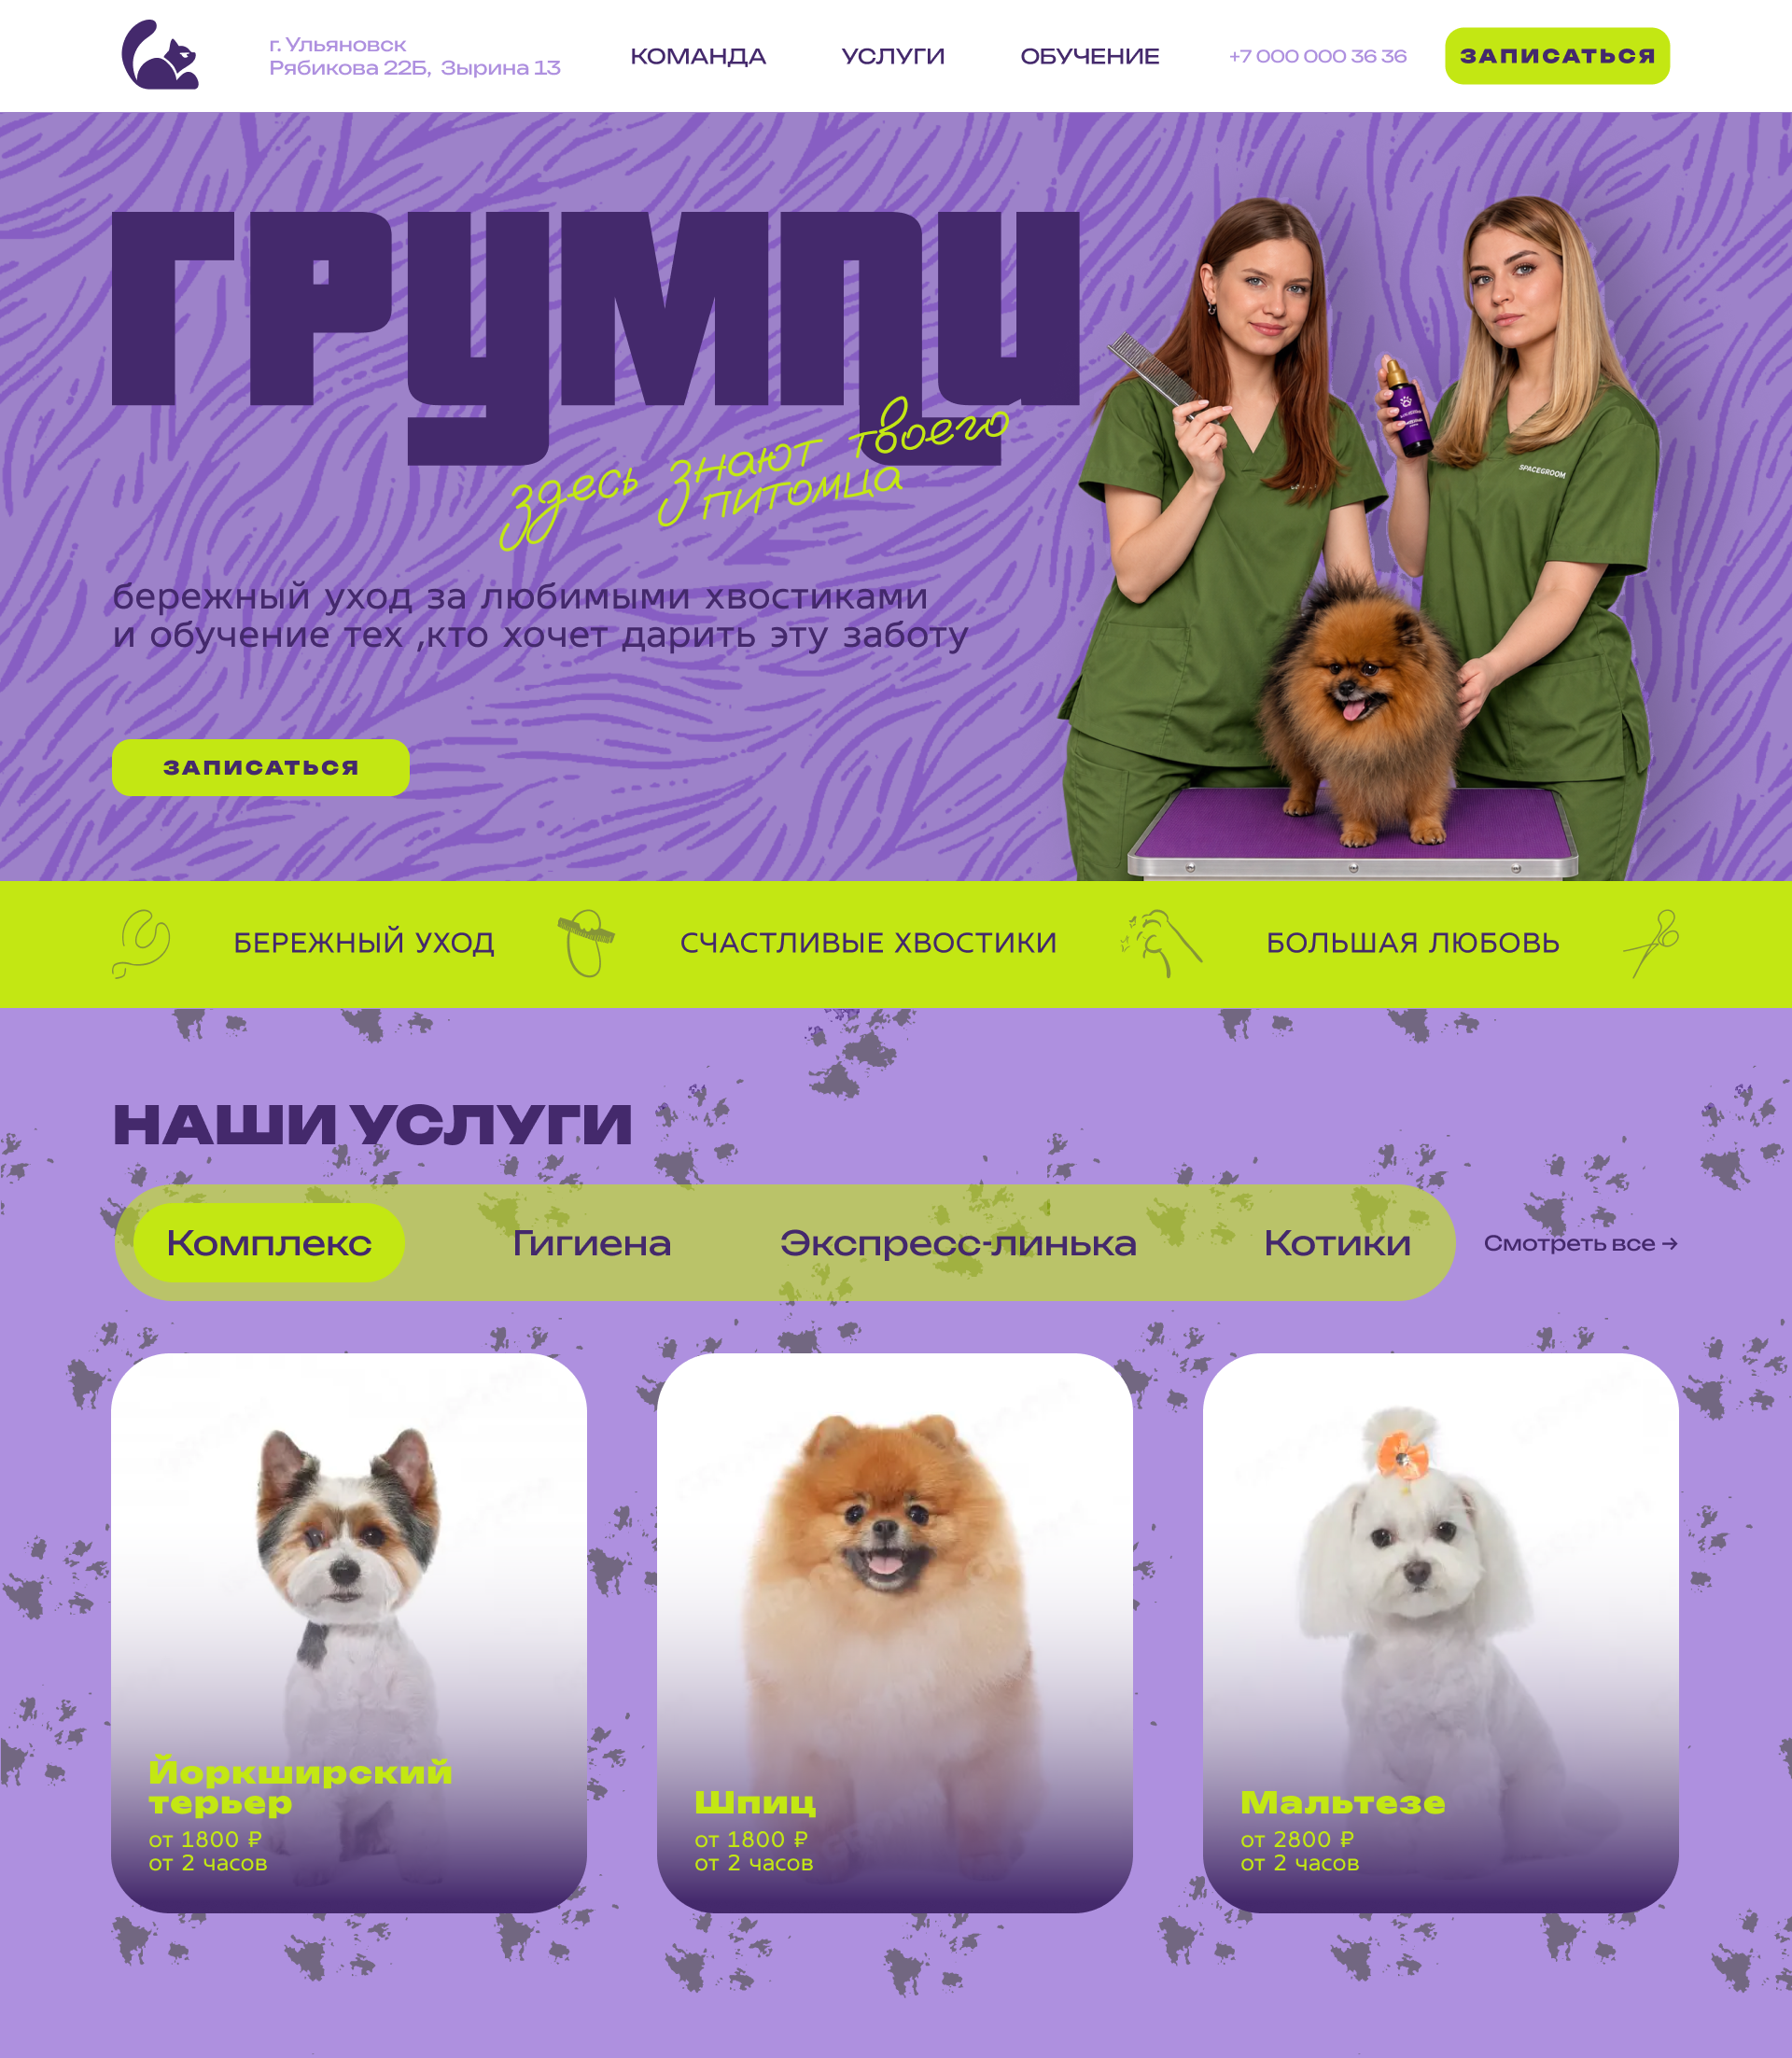 г. Ульяновск
Рябикова 22Б, Зырина 13
КОМАНДА
УСЛУГИ
ОБУЧЕНИЕ
+7 000 000 36 36
ЗАПИСАТЬСЯ
ГРУМПИ
здесь знают твоего
питомца
SPACEGROOM
бережный уход за любимыми хвостиками
и обучение тех ,кто хочет дарить эту заботу
ЗАПИСАТЬСЯ
БЕРЕЖНЫЙ УХОД
СЧАСТЛИВЫЕ ХВОСТИКИ
БОЛЬШАЯ ЛЮБОВЬ
НАШИ УСЛУГИ
Комплекс
Гигиена
Экспресс-линька
Котики
Смотреть все →
Йоркширский
терьер
от 1800 ₽
от 2 часов
Шпиц
от 1800 ₽
от 2 часов
Мальтезе
от 2800 ₽
от 2 часов